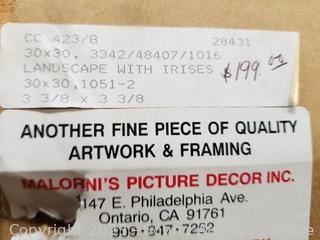 CC 423/B 28431
30x30, 3342/48407/1016
LANDSCAPE WITH IRISES $199.00
30x30,1051-2
3 3/8 x 3 3/8
ANOTHER FINE PIECE OF QUALITY
ARTWORK & FRAMING
MALORNI'S PICTURE DECOR INC.
1147 E. Philadelphia Ave.
Ontario, CA 91761
909-947-7252